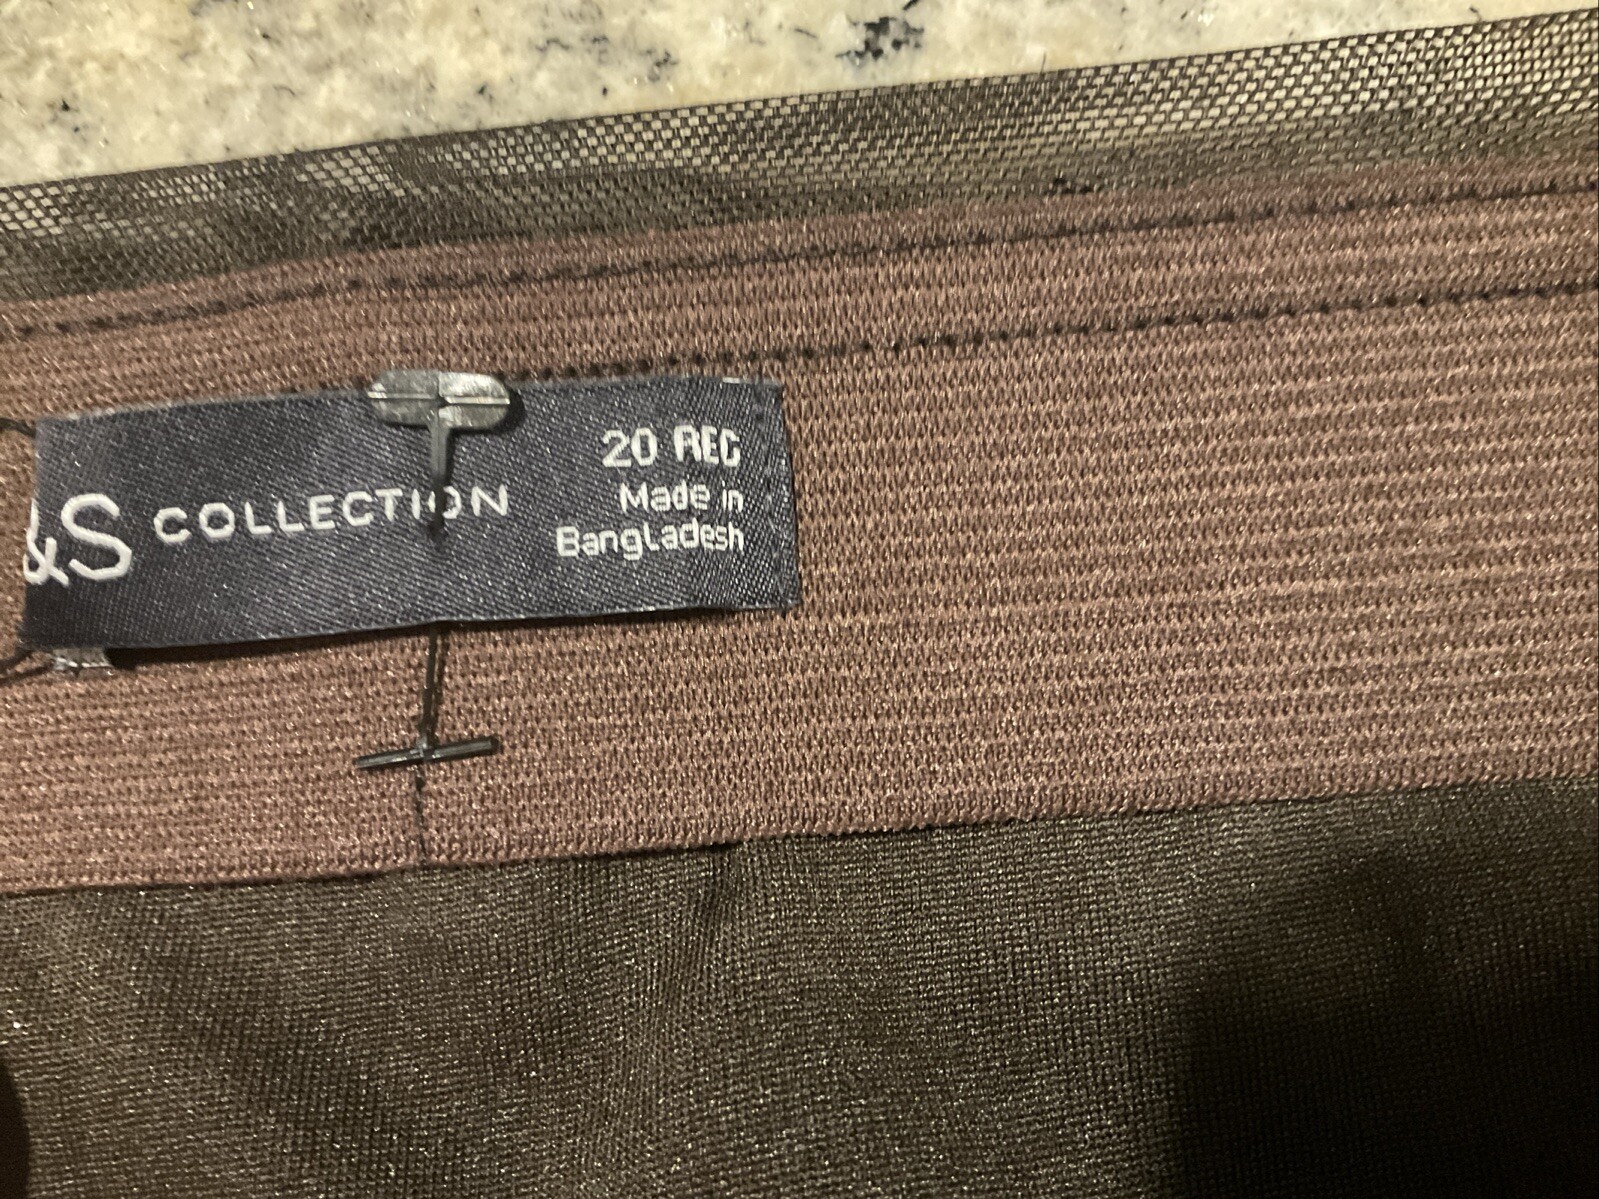 &S COLLECTION
20 REG
Made in
Bangladesh